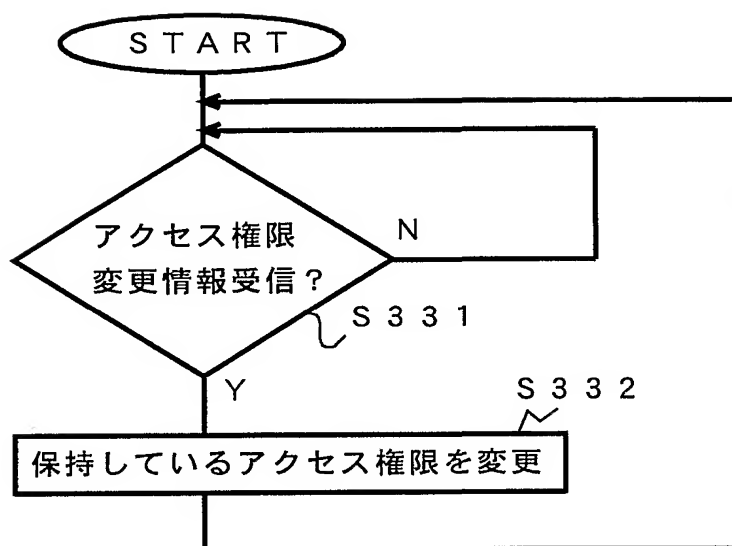 START
アクセス権限
変更情報受信?
N
S331
Y
S332
保持しているアクセス権限を変更